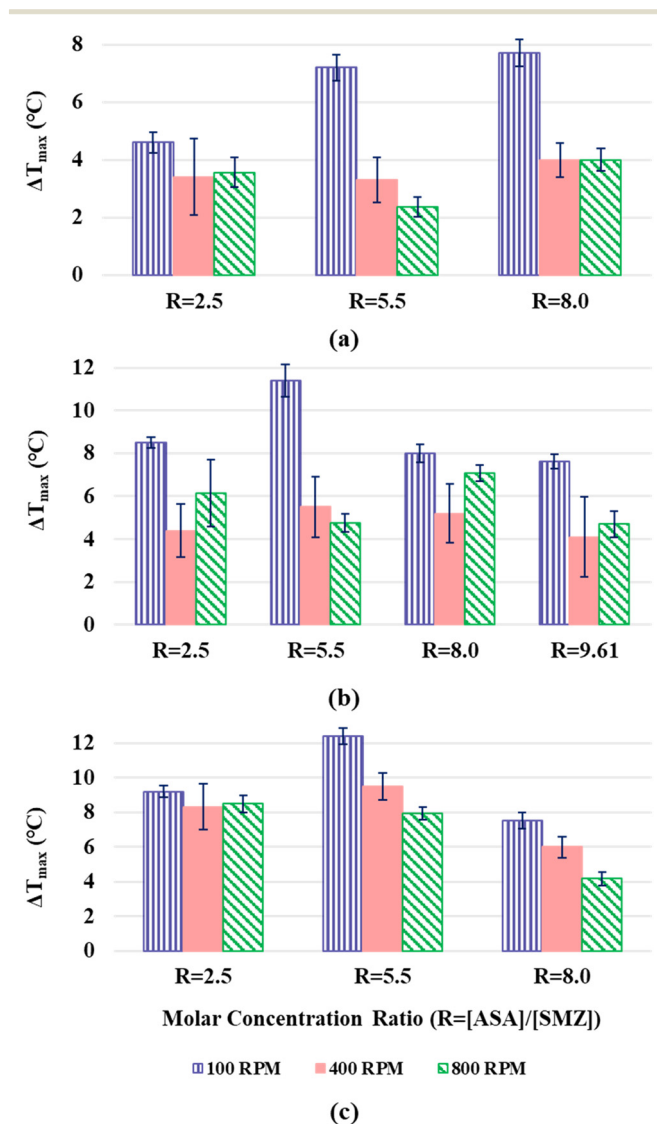 8
6
4
2
0
ΔTmax (°C)
R=2.5 R=5.5 R=8.0
(a)
12
10
8
6
4
2
0
ΔTmax (°C)
R=2.5 R=5.5 R=8.0 R=9.61
(b)
12
10
8
6
4
2
0
ΔTmax (°C)
R=2.5 R=5.5 R=8.0
Molar Concentration Ratio (R=[ASA]/[SMZ])
100 RPM 400 RPM 800 RPM
(c)